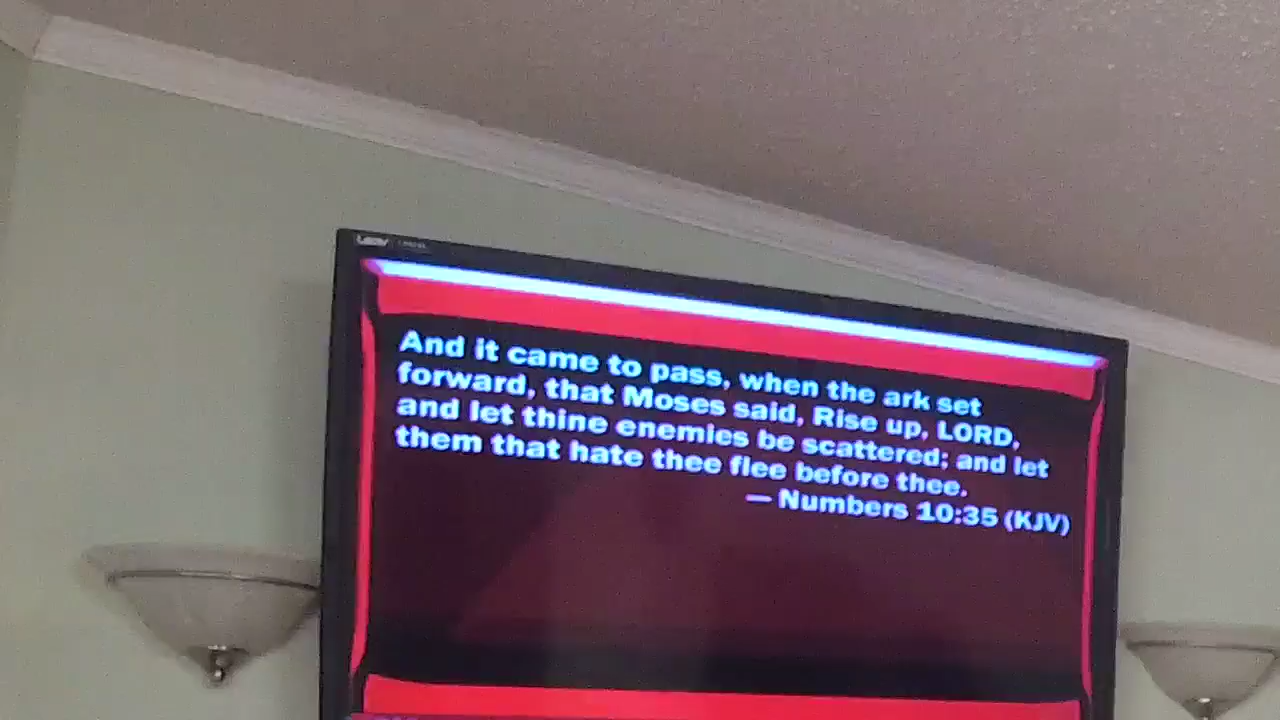 And it came to pass, when the ark set
forward, that Moses said, Rise up, LORD,
and let thine enemies be scattered; and let
them that hate thee flee before thee.
— Numbers 10:35 (KJV)